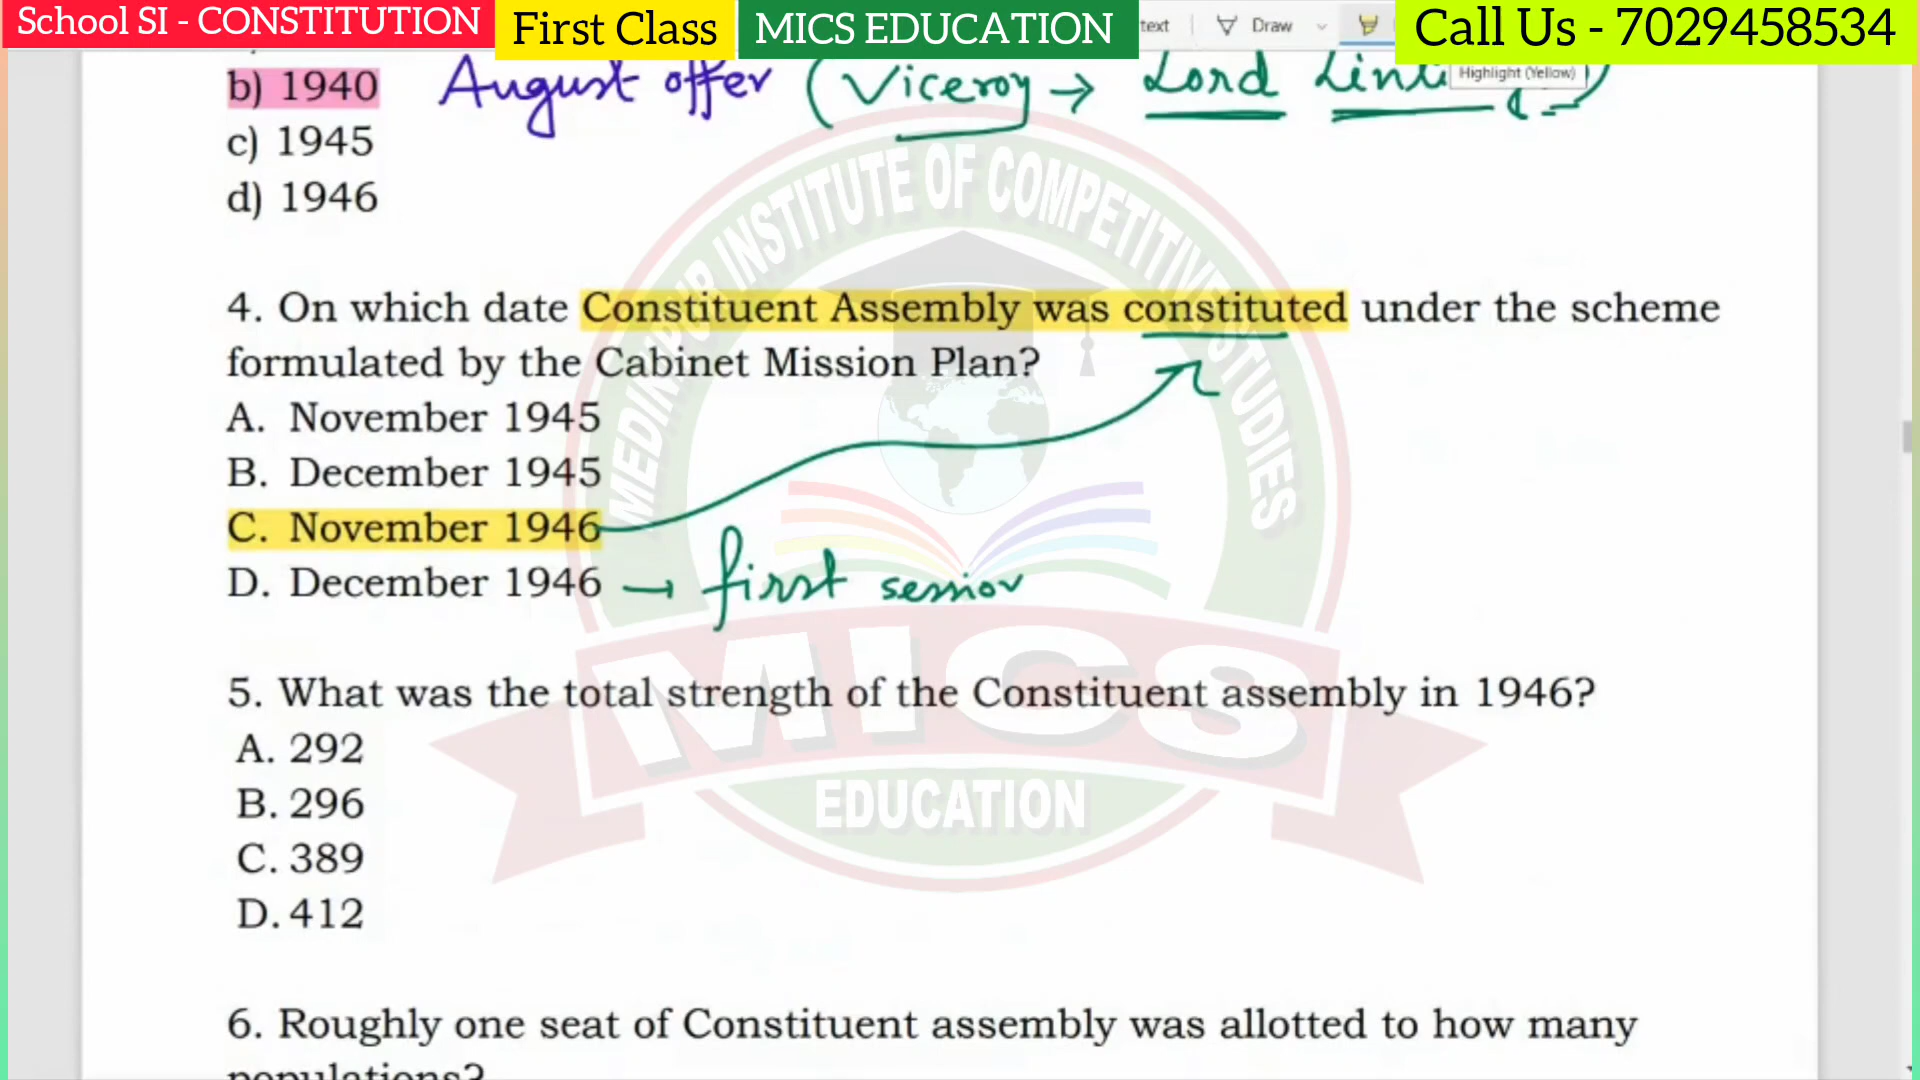 School SI - CONSTITUTION
First Class
MICS EDUCATION
text
Draw
Call Us - 7029458534
Highlight (Yellow)
b) 1940 August offer (Viceroy → Lord
c) 1945
d) 1946
4. On which date Constituent Assembly was constituted under the scheme
formulated by the Cabinet Mission Plan?
A. November 1945
B. December 1945
C. November 1946
D. December 1946 → first session
5. What was the total strength of the Constituent assembly in 1946?
A. 292
B. 296
C. 389
D. 412
6. Roughly one seat of Constituent assembly was allotted to how many
populations?
MEDINIPUR INSTITUTE OF COMPETITIVE STUDIES
MICS
EDUCATION